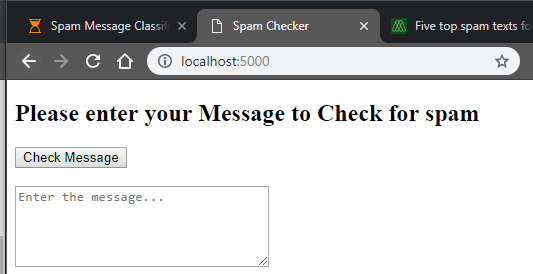 Spam Message Classif
Spam Checker
Five top spam texts fo
localhost:5000
Please enter your Message to Check for spam
Check Message
Enter the message...